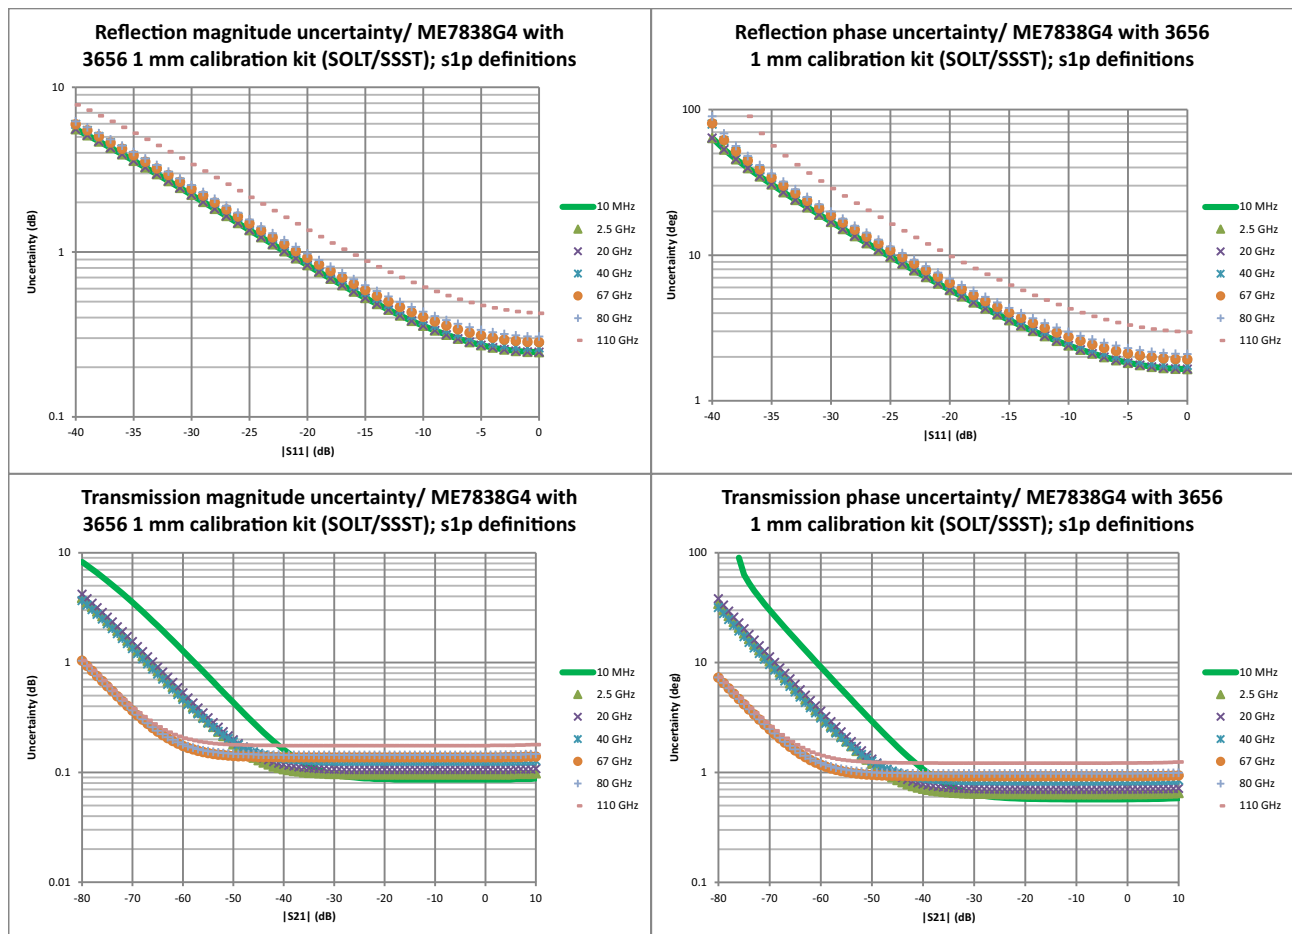 Reflection magnitude uncertainty/ ME7838G4 with
3656 1 mm calibration kit (SOLT/SSST); s1p definitions
10
1
0.1
Uncertainty (dB)
-40 -35 -30 -25 -20 -15 -10 -5 0
|S11| (dB)
10 MHz
2.5 GHz
20 GHz
40 GHz
67 GHz
80 GHz
110 GHz
Reflection phase uncertainty/ ME7838G4 with 3656
1 mm calibration kit (SOLT/SSST); s1p definitions
100
10
1
Uncertainty (deg)
-40 -35 -30 -25 -20 -15 -10 -5 0
|S11| (dB)
10 MHz
2.5 GHz
20 GHz
40 GHz
67 GHz
80 GHz
110 GHz
Transmission magnitude uncertainty/ ME7838G4 with
3656 1 mm calibration kit (SOLT/SSST); s1p definitions
10
1
0.1
0.01
Uncertainty (dB)
-80 -70 -60 -50 -40 -30 -20 -10 0 10
|S21| (dB)
10 MHz
2.5 GHz
20 GHz
40 GHz
67 GHz
80 GHz
110 GHz
Transmission phase uncertainty/ ME7838G4 with 3656
1 mm calibration kit (SOLT/SSST); s1p definitions
100
10
1
0.1
Uncertainty (deg)
-80 -70 -60 -50 -40 -30 -20 -10 0 10
|S21| (dB)
10 MHz
2.5 GHz
20 GHz
40 GHz
67 GHz
80 GHz
110 GHz